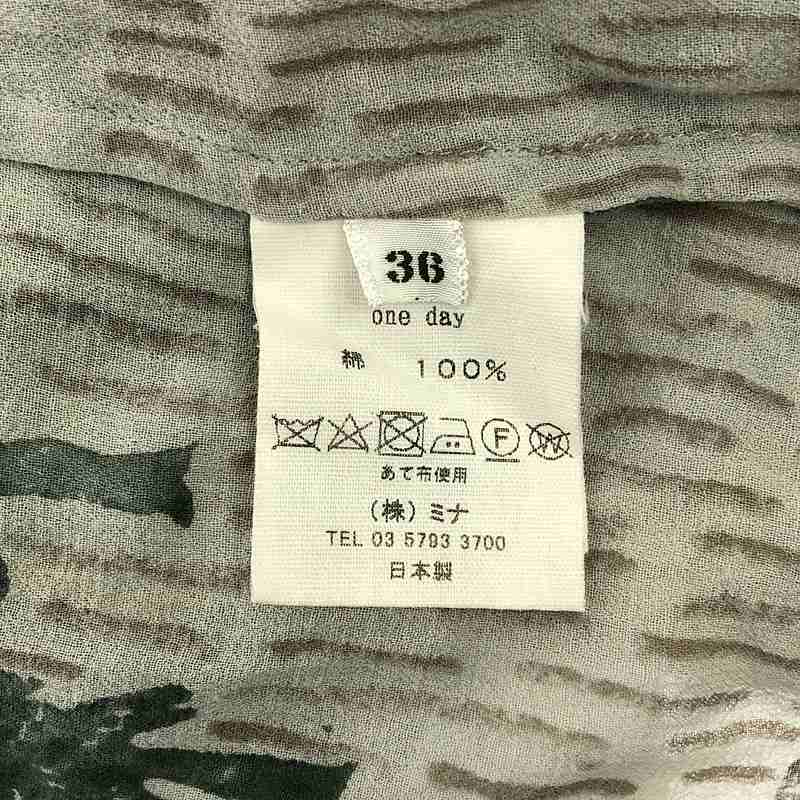 36
one day
綿 100%
F W
あて布使用
(株)ミナ
TEL 03 5793 3700
日本製